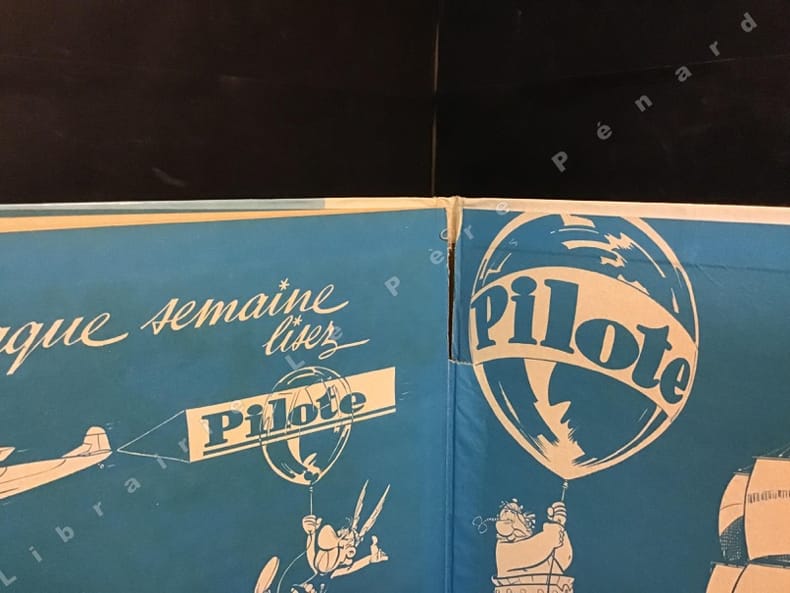 aque semaine
lisez
Pilote
Pilote
Librairie Le Père Pénard